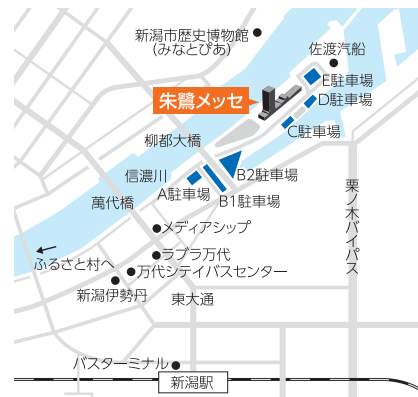 新潟市歴史博物館
(みなとぴあ)
佐渡汽船
E駐車場
D駐車場
朱鷺メッセ
C駐車場
柳都大橋
信濃川
B2駐車場
A駐車場
B1駐車場
萬代橋
栗ノ木バイパス
メディアシップ
ふるさと村へ
ラブラ万代
万代シテイバスセンター
新潟伊勢丹
東大通
バスターミナル
新潟駅